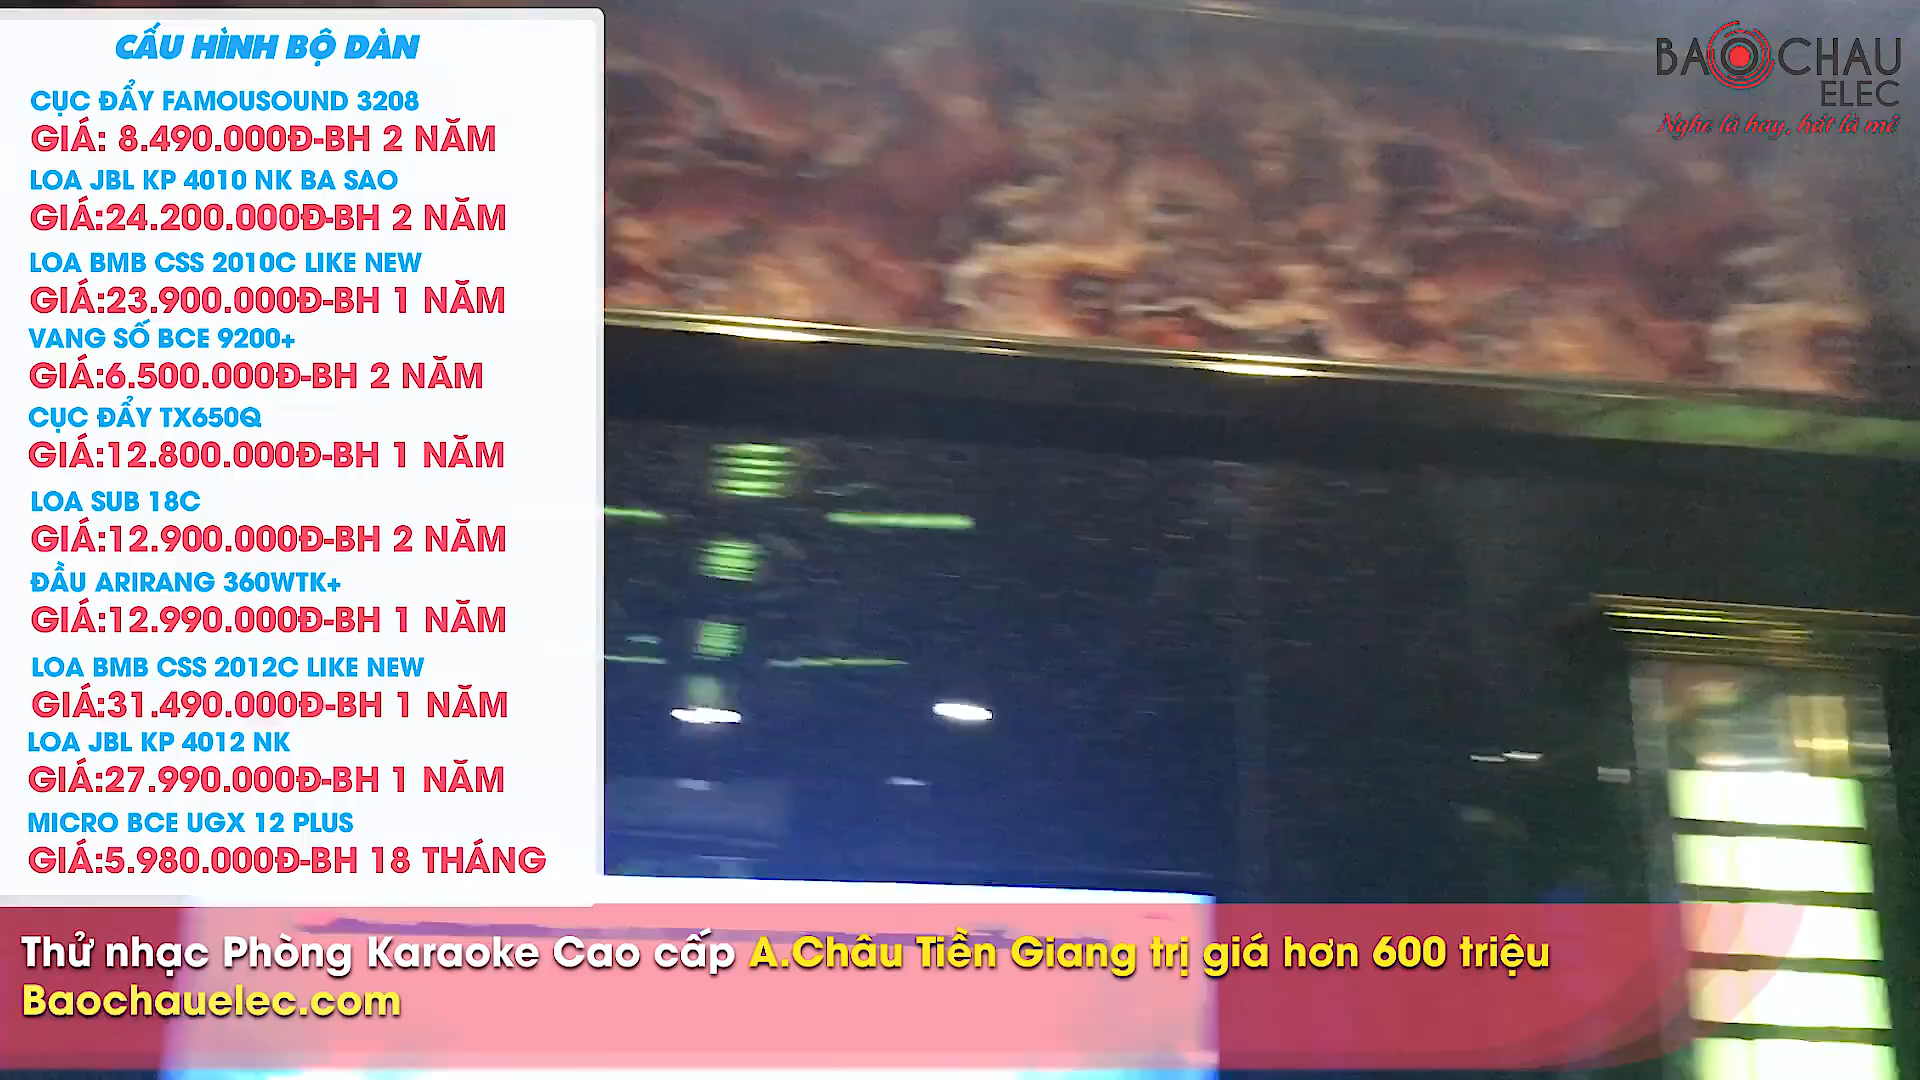 CẤU HÌNH BỘ DÀN
CỤC ĐẨY FAMOUSOUND 3208
GIÁ: 8.490.000Đ-BH 2 NĂM
LOA JBL KP 4010 NK BA SAO
GIÁ:24.200.000Đ-BH 2 NĂM
LOA BMB CSS 2010C LIKE NEW
GIÁ:23.900.000Đ-BH 1 NĂM
VANG SỐ BCE 9200+
GIÁ:6.500.000Đ-BH 2 NĂM
CỤC ĐẨY TX650Q
GIÁ:12.800.000Đ-BH 1 NĂM
LOA SUB 18C
GIÁ:12.900.000Đ-BH 2 NĂM
ĐẦU ARIRANG 360WTK+
GIÁ:12.990.000Đ-BH 1 NĂM
LOA BMB CSS 2012C LIKE NEW
GIÁ:31.490.000Đ-BH 1 NĂM
LOA JBL KP 4012 NK
GIÁ:27.990.000Đ-BH 1 NĂM
MICRO BCE UGX 12 PLUS
GIÁ:5.980.000Đ-BH 18 THÁNG
BAO CHAU
ELEC
Nghe là hay, hát là mê
Thử nhạc Phòng Karaoke Cao cấp A.Châu Tiền Giang trị giá hơn 600 triệu
Baochauelec.com